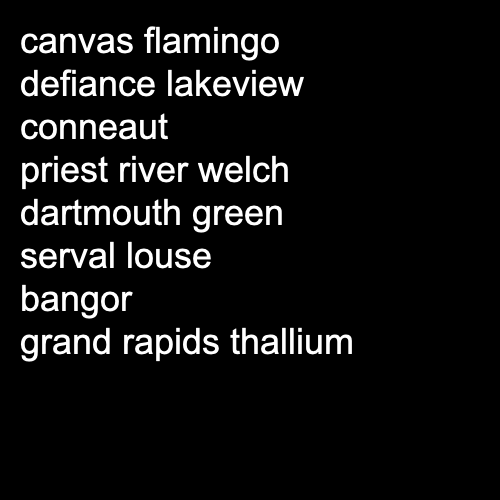 canvas flamingo
defiance lakeview
conneaut
priest river welch
dartmouth green
serval louse
bangor
grand rapids thallium